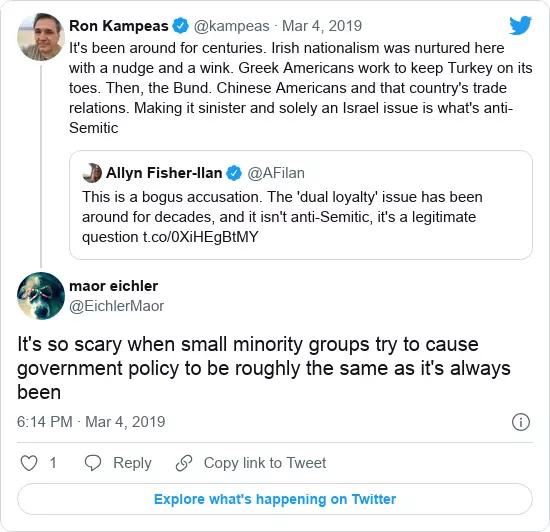 Ron Kampeas @kampeas · Mar 4, 2019
It's been around for centuries. Irish nationalism was nurtured here
with a nudge and a wink. Greek Americans work to keep Turkey on its
toes. Then, the Bund. Chinese Americans and that country's trade
relations. Making it sinister and solely an Israel issue is what's anti-
Semitic
Allyn Fisher-Ilan @AFilan
This is a bogus accusation. The 'dual loyalty' issue has been
around for decades, and it isn't anti-Semitic, it's a legitimate
question t.co/0XiHEgBtMY
maor eichler
@EichlerMaor
It's so scary when small minority groups try to cause
government policy to be roughly the same as it's always
been
6:14 PM · Mar 4, 2019
1 Reply Copy link to Tweet
Explore what's happening on Twitter